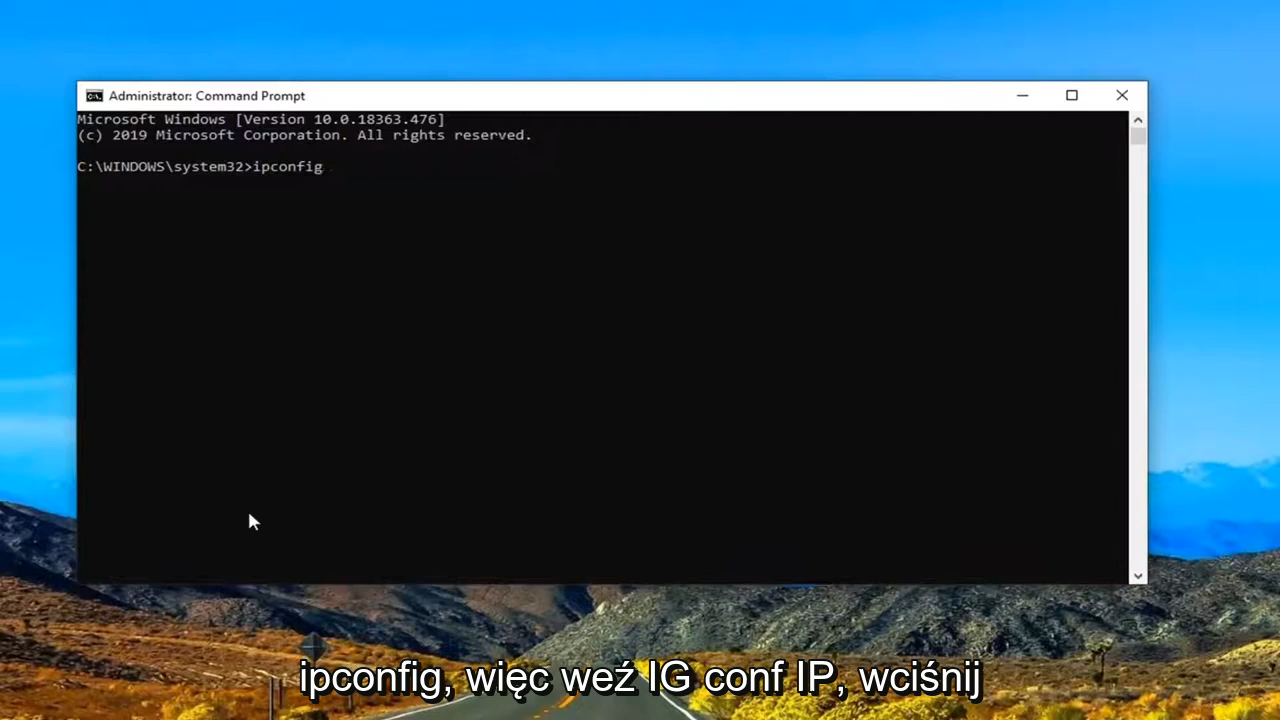 Administrator: Command Prompt
Microsoft Windows [Version 10.0.18363.476]
(c) 2019 Microsoft Corporation. All rights reserved.
C:\WINDOWS\system32>ipconfig
ipconfig, więc weź IG conf IP, wciśnij